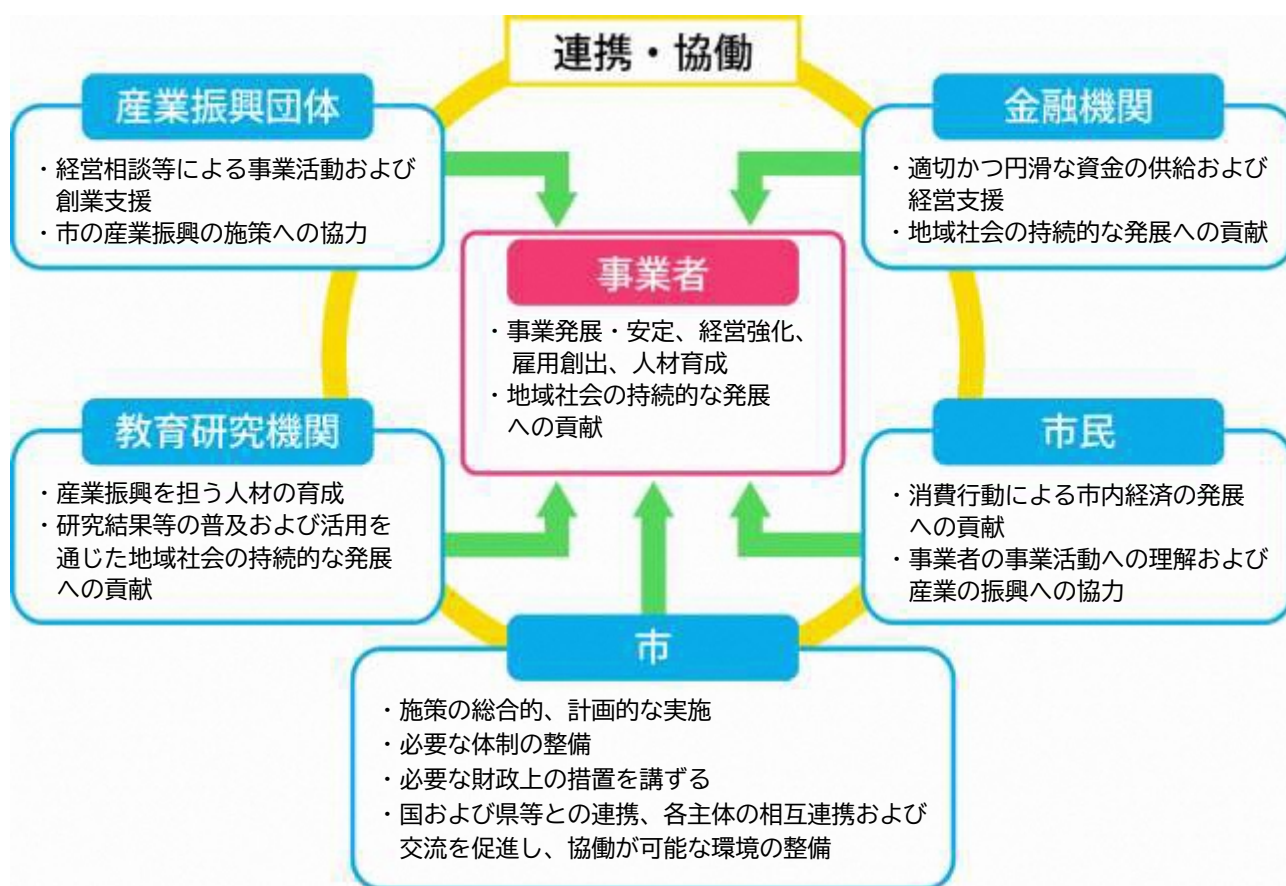 連携・協働
産業振興団体
・経営相談等による事業活動および
創業支援
・市の産業振興の施策への協力
金融機関
・適切かつ円滑な資金の供給および
経営支援
・地域社会の持続的な発展への貢献
事業者
・事業発展・安定、経営強化、
雇用創出、人材育成
・地域社会の持続的な発展
への貢献
教育研究機関
・産業振興を担う人材の育成
・研究結果等の普及および活用を
通じた地域社会の持続的な発展
への貢献
市民
・消費行動による市内経済の発展
への貢献
・事業者の事業活動への理解および
産業の振興への協力
市
・施策の総合的、計画的な実施
・必要な体制の整備
・必要な財政上の措置を講ずる
・国および県等との連携、各主体の相互連携および
交流を促進し、協働が可能な環境の整備